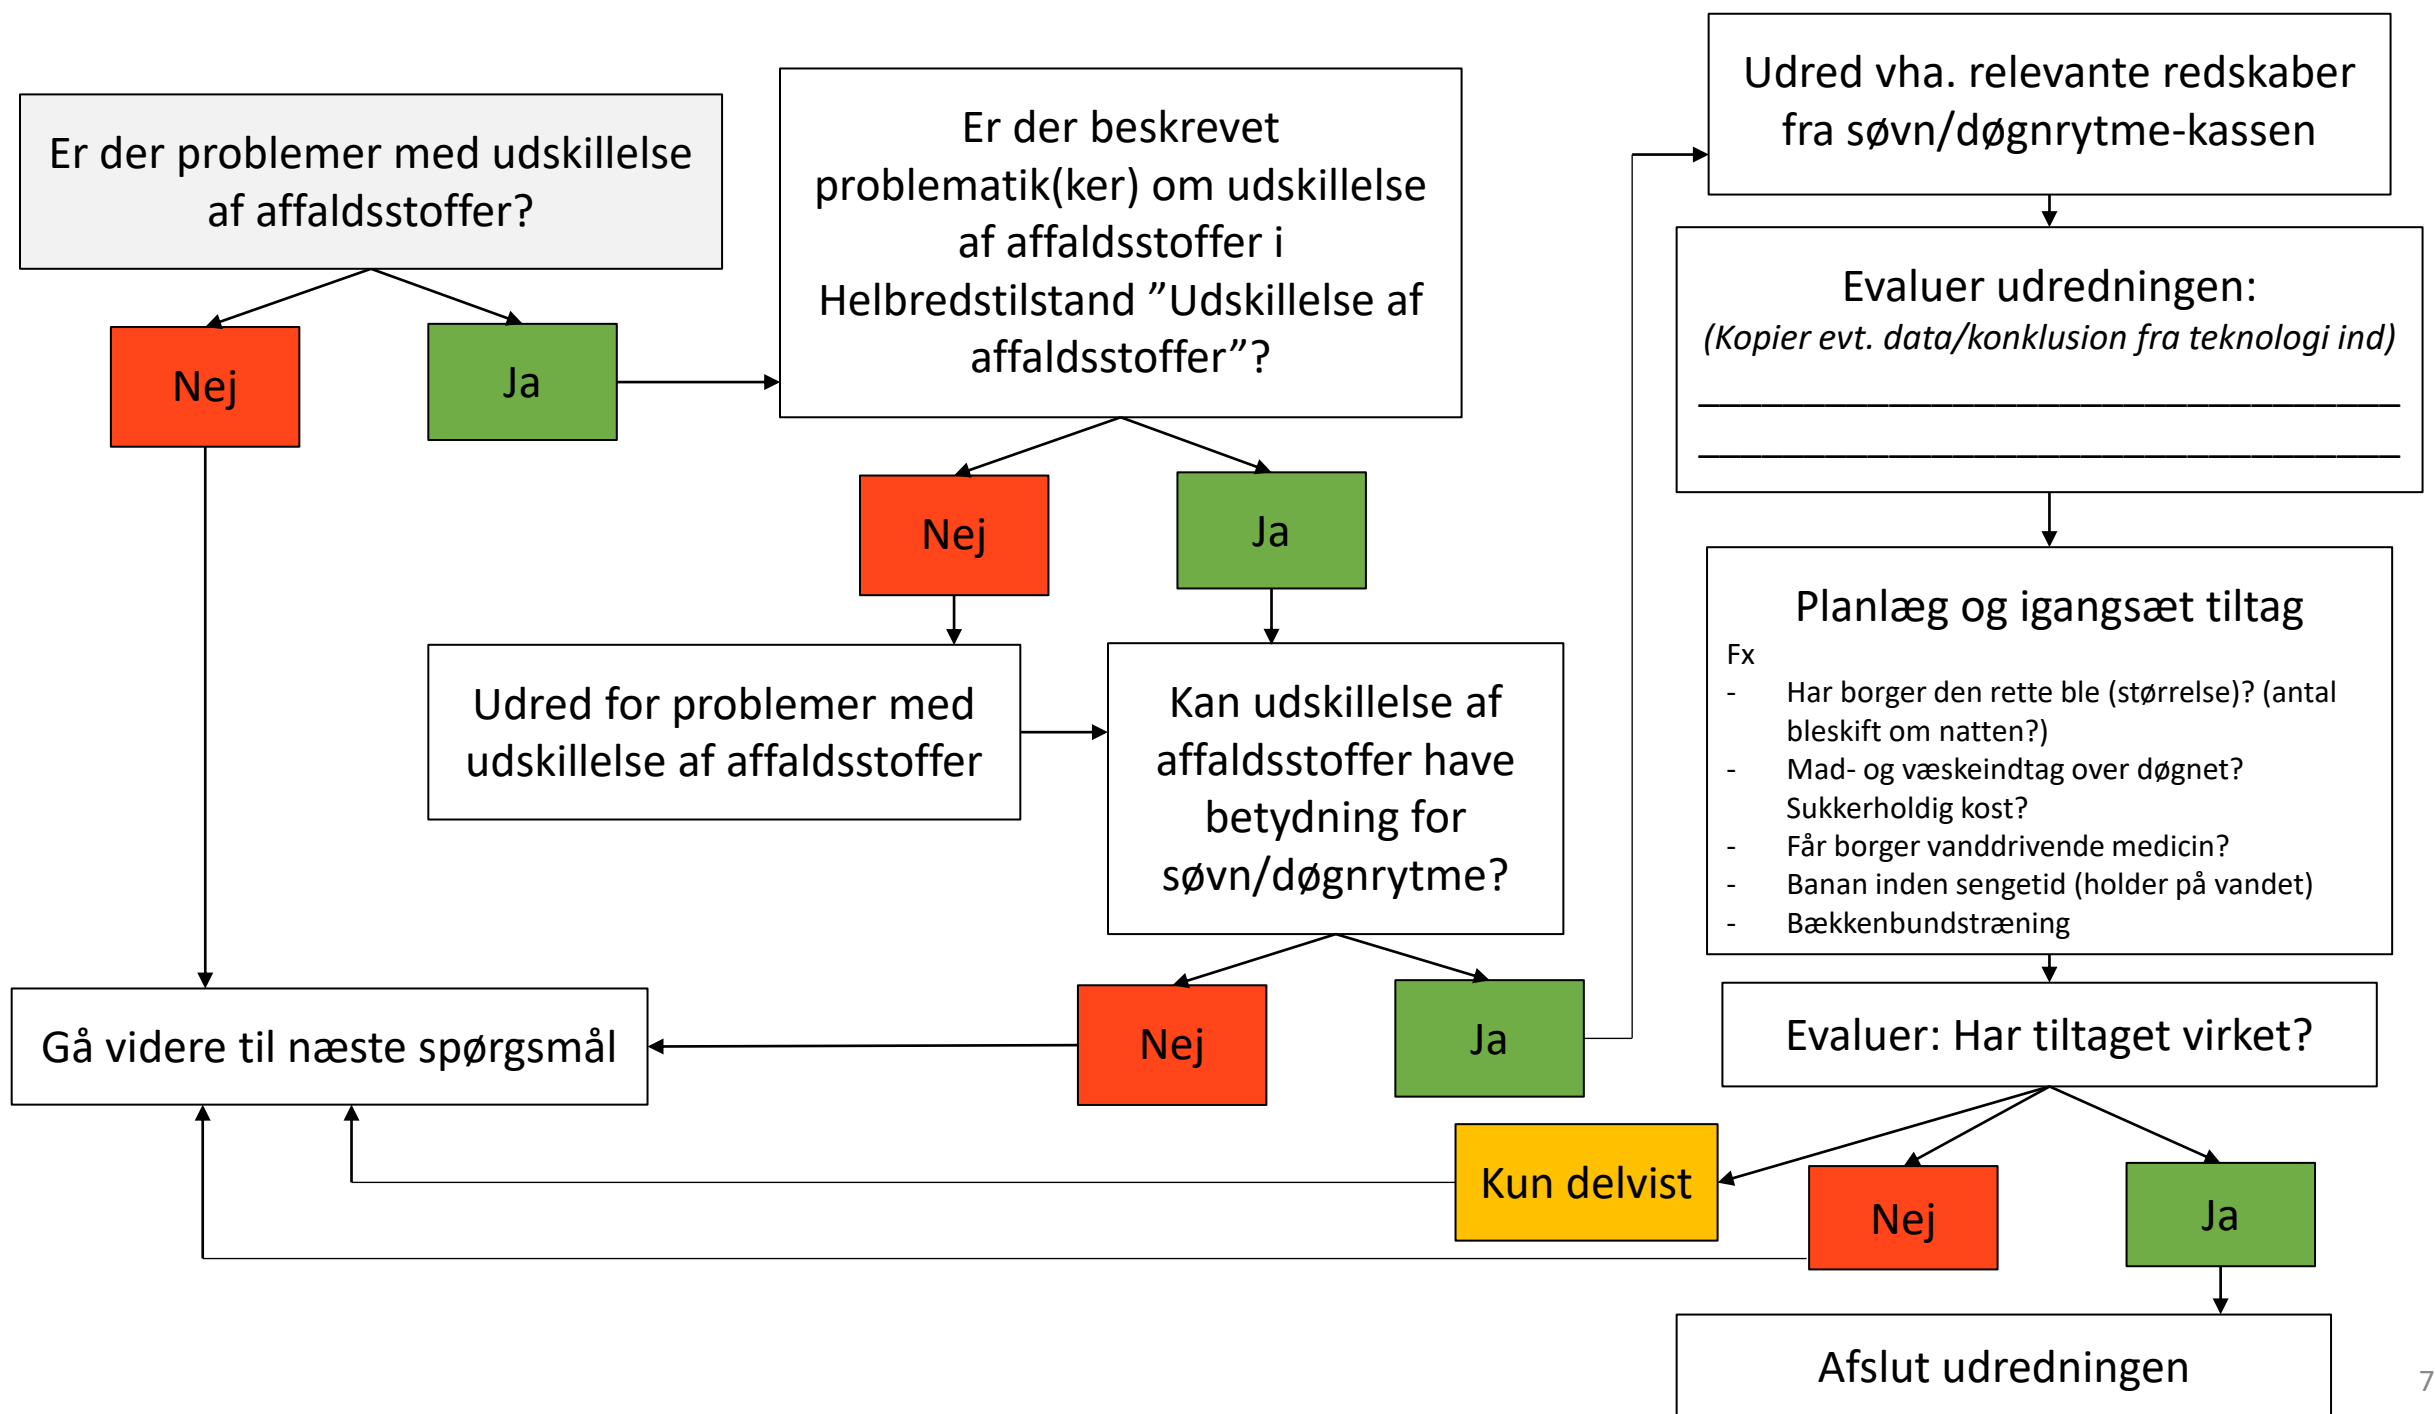 Er der problemer med udskillelse
af affaldsstoffer?
Nej
Ja
Er der beskrevet
problematik(ker) om udskillelse
af affaldsstoffer i
Helbredstilstand ”Udskillelse af
affaldsstoffer”?
Nej
Ja
Udred for problemer med
udskillelse af affaldsstoffer
Kan udskillelse af
affaldsstoffer have
betydning for
søvn/døgnrytme?
Nej
Ja
Gå videre til næste spørgsmål
Udred vha. relevante redskaber
fra søvn/døgnrytme-kassen
Evaluer udredningen:
(Kopier evt. data/konklusion fra teknologi ind)
Planlæg og igangsæt tiltag
Fx
- Har borger den rette ble (størrelse)? (antal
bleskift om natten?)
- Mad- og væskeindtag over døgnet?
Sukkerholdig kost?
- Får borger vanddrivende medicin?
- Banan inden sengetid (holder på vandet)
- Bækkenbundstræning
Evaluer: Har tiltaget virket?
Kun delvist
Nej
Ja
Afslut udredningen
7